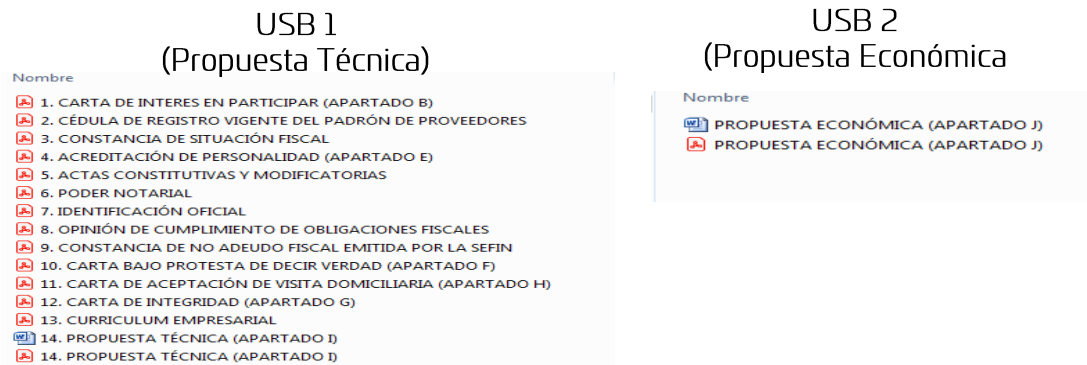 USB 1
(Propuesta Técnica)
Nombre
1. CARTA DE INTERES EN PARTICIPAR (APARTADO B)
2. CÉDULA DE REGISTRO VIGENTE DEL PADRÓN DE PROVEEDORES
3. CONSTANCIA DE SITUACIÓN FISCAL
4. ACREDITACIÓN DE PERSONALIDAD (APARTADO E)
5. ACTAS CONSTITUTIVAS Y MODIFICATORIAS
6. PODER NOTARIAL
7. IDENTIFICACIÓN OFICIAL
8. OPINIÓN DE CUMPLIMIENTO DE OBLIGACIONES FISCALES
9. CONSTANCIA DE NO ADEUDO FISCAL EMITIDA POR LA SEFIN
10. CARTA BAJO PROTESTA DE DECIR VERDAD (APARTADO F)
11. CARTA DE ACEPTACIÓN DE VISITA DOMICILIARIA (APARTADO H)
12. CARTA DE INTEGRIDAD (APARTADO G)
13. CURRICULUM EMPRESARIAL
14. PROPUESTA TÉCNICA (APARTADO I)
14. PROPUESTA TÉCNICA (APARTADO I)
USB 2
(Propuesta Económica
Nombre
PROPUESTA ECONÓMICA (APARTADO J)
PROPUESTA ECONÓMICA (APARTADO J)